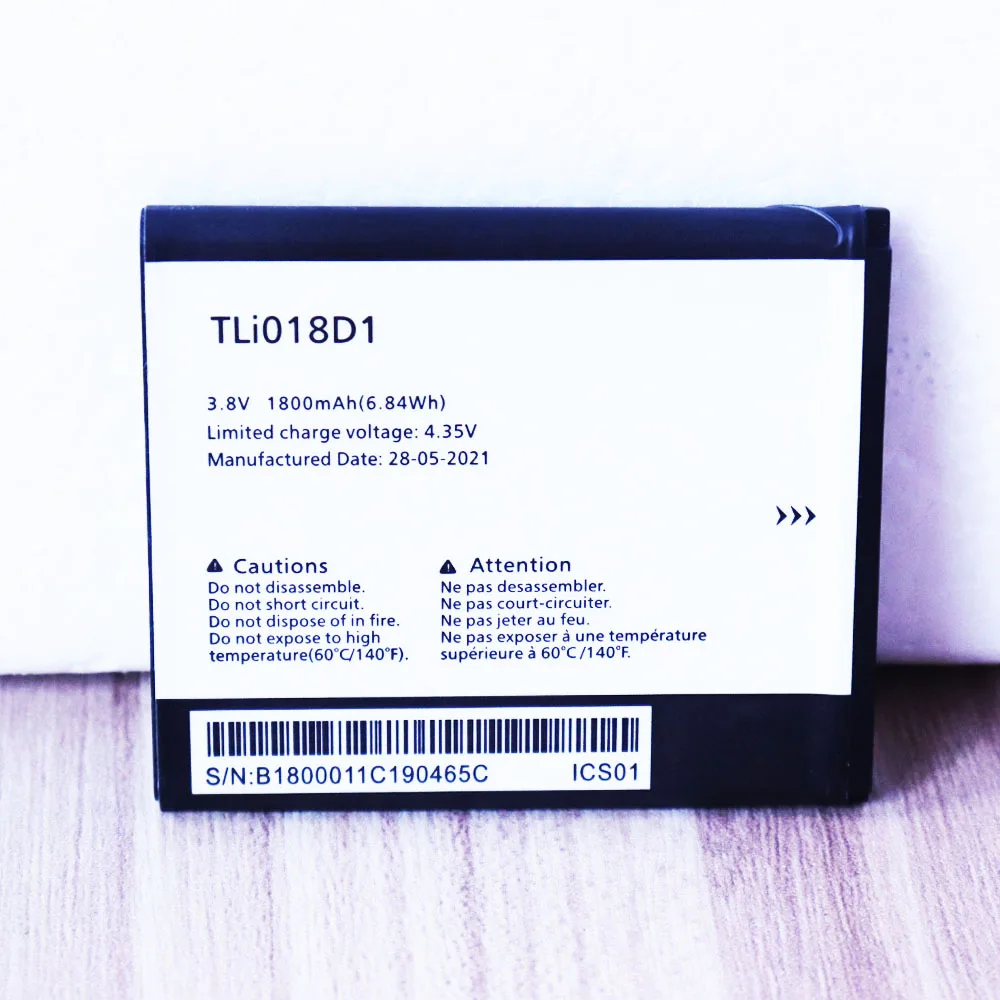 TLi018D1
3.8V 1800mAh(6.84Wh)
Limited charge voltage: 4.35V
Manufactured Date: 28-05-2021
>>>
Cautions
Do not disassemble.
Do not short circuit.
Do not dispose of in fire.
Do not expose to high
temperature(60°C/140°F).
Attention
Ne pas desassembler.
Ne pas court-circuiter.
Ne pas jeter au feu.
Ne pas exposer à une température
supérieure à 60°C/140°F.
S/N:B1800011C190465C ICS01